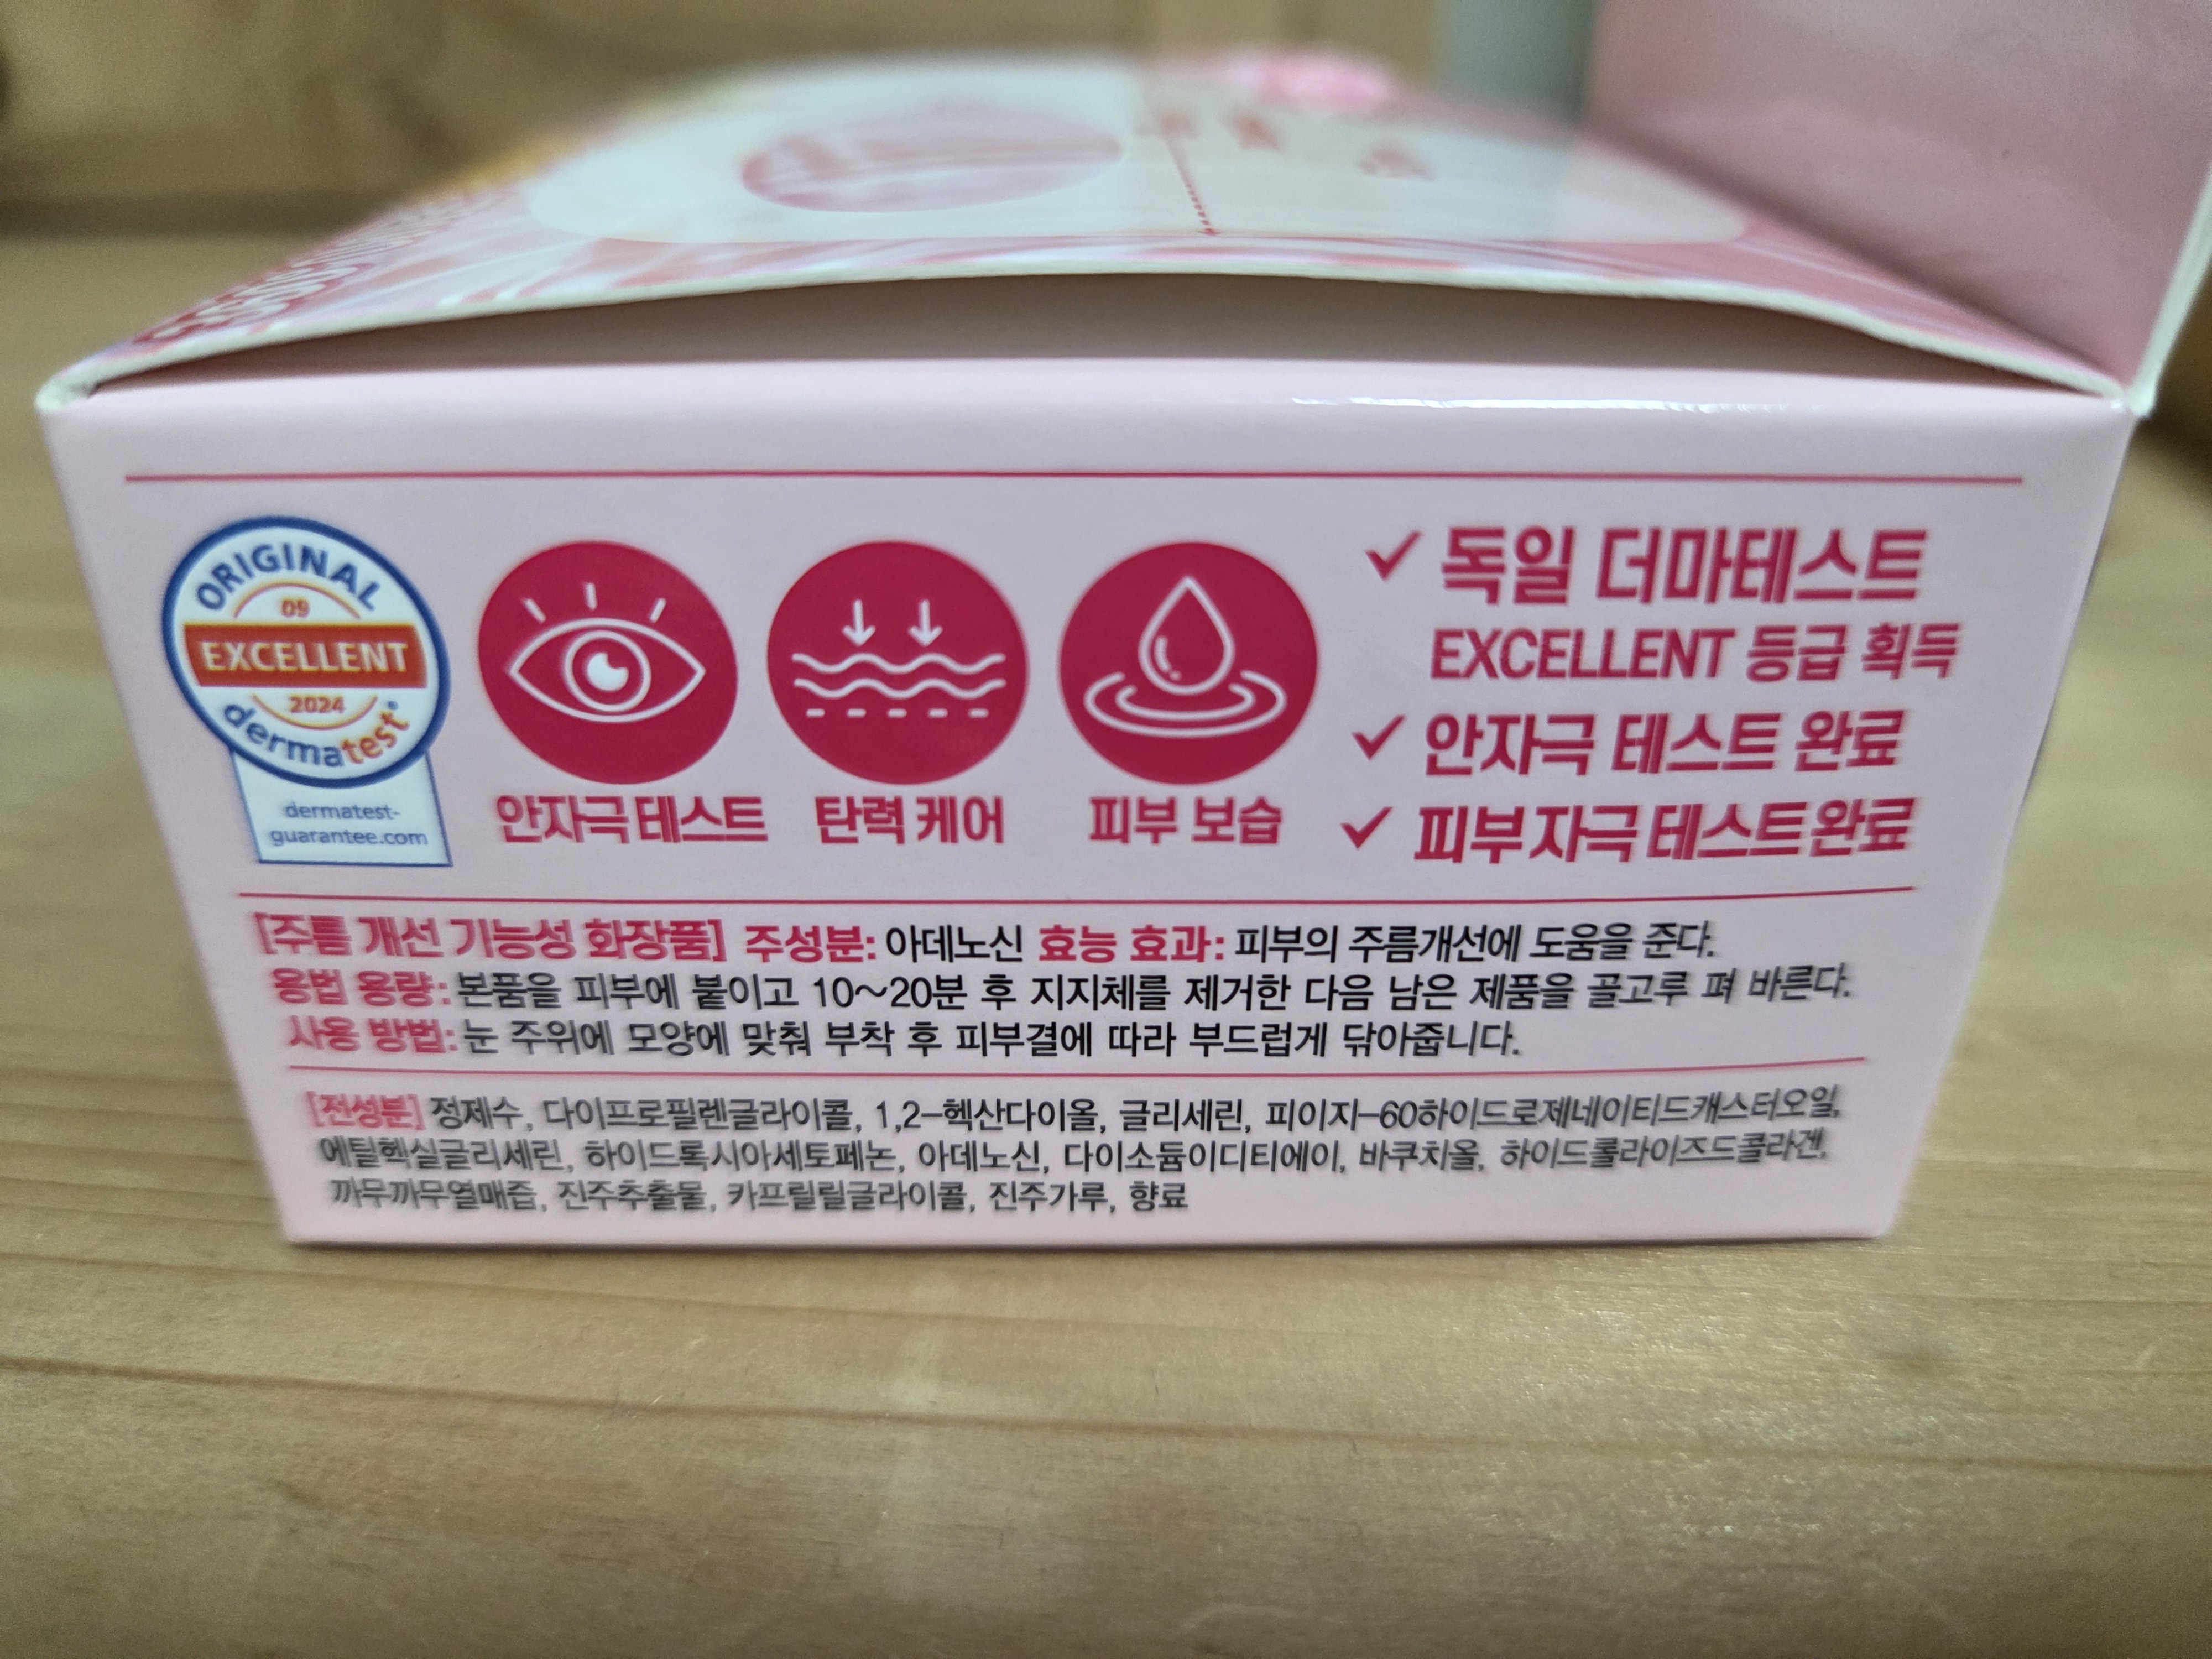 ORIGINAL
09
EXCELLENT
2024
dermatest®
dermatest-
guarantee.com
안자극 테스트
탄력 케어
피부 보습
✓ 독일 더마테스트
EXCELLENT 등급 획득
✓ 안자극 테스트 완료
✓ 피부자극 테스트 완료
[주름 개선 기능성 화장품] 주성분: 아데노신 효능 효과: 피부의 주름개선에 도움을 준다.
용법 용량: 본품을 피부에 붙이고 10~20분 후 지지체를 제거한 다음 남은 제품을 골고루 펴 바른다.
사용 방법: 눈 주위에 모양에 맞춰 부착 후 피부결에 따라 부드럽게 닦아줍니다.
[전성분] 정제수, 다이프로필렌글라이콜, 1,2-헥산다이올, 글리세린, 피이지-60하이드로제네이티드캐스터오일,
에틸헥실글리세린, 하이드록시아세토페논, 아데노신, 다이소듐이디티에이, 바쿠치올, 하이드롤라이즈드콜라겐,
까무까무열매즙, 진주추출물, 카프릴릴글라이콜, 진주가루, 향료